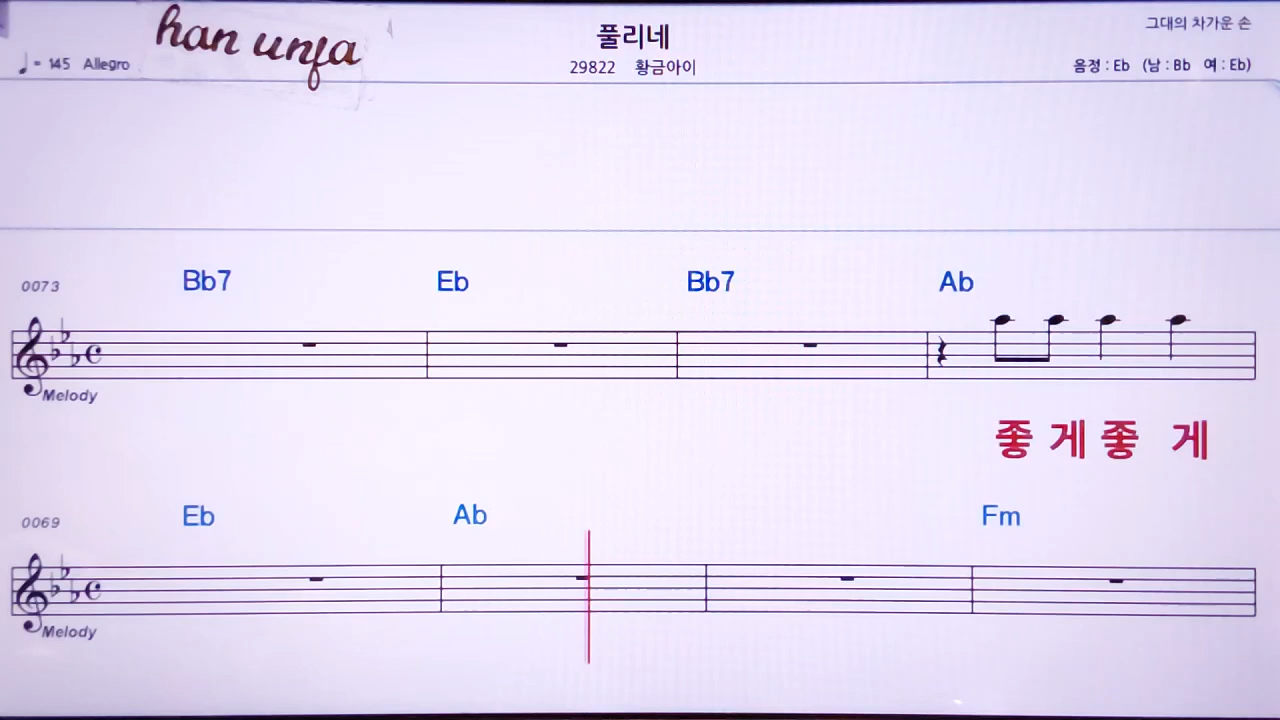 han unfa
풀리네
그대의 차가운 손
♩= 145 Allegro
29822 황금아이
음정 : Eb (남 : Bb 여 : Eb)
0073 Bb7 Eb Bb7 Ab
Melody
좋 게 좋 게
0069 Eb Ab Fm
Melody